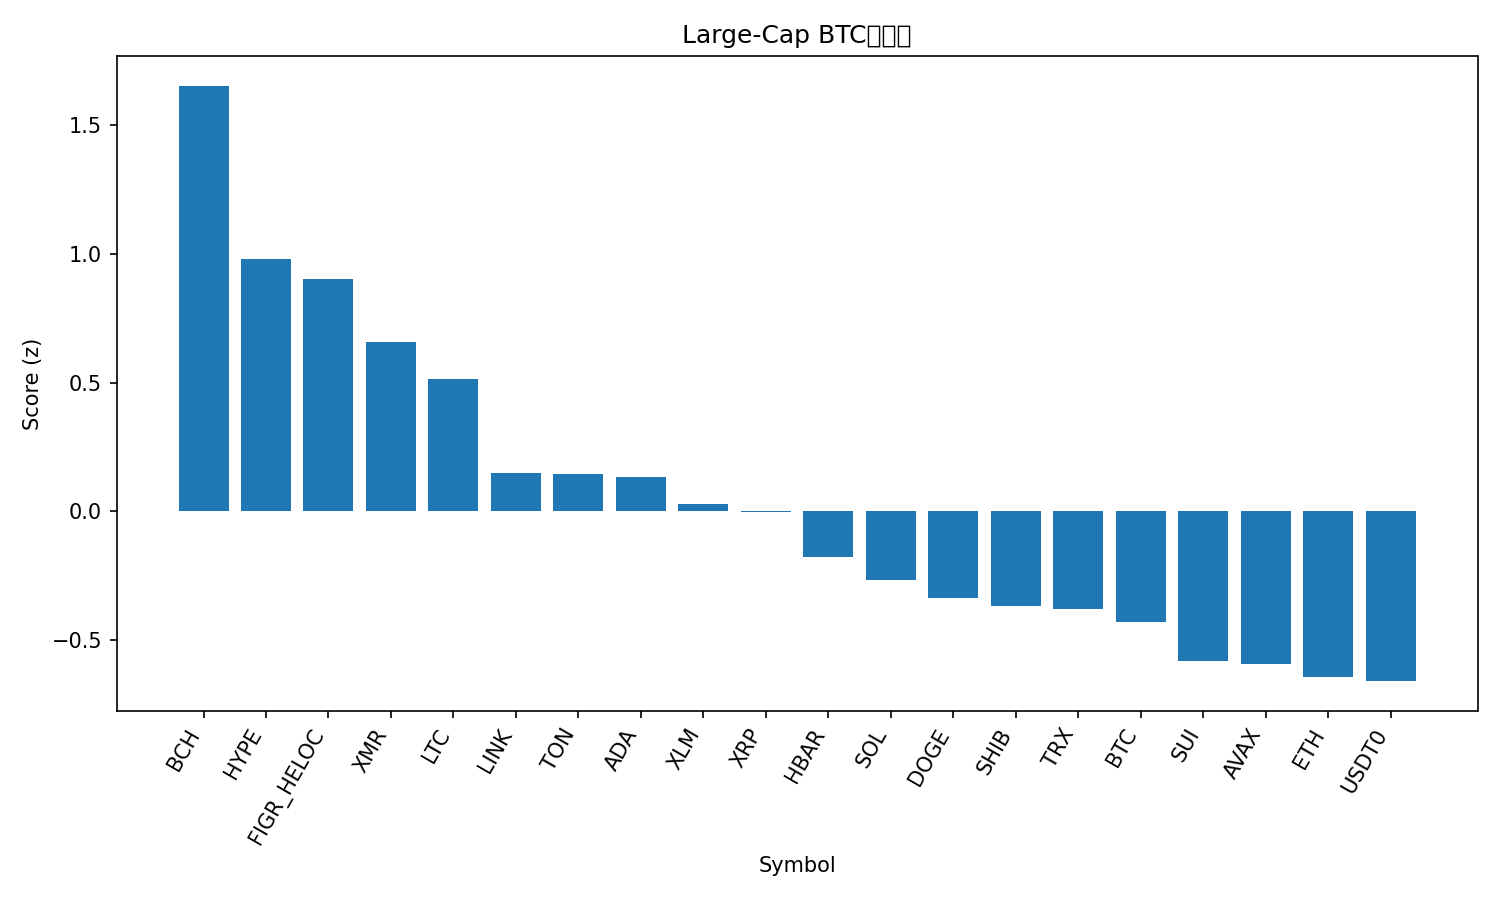 Large-Cap BTC
Score (z)
1.5
1.0
0.5
0.0
−0.5
BCH
HYPE
FIGR_HELOC
XMR
LTC
LINK
TON
ADA
XLM
XRP
HBAR
SOL
DOGE
SHIB
TRX
BTC
SUI
AVAX
ETH
USDT0
Symbol